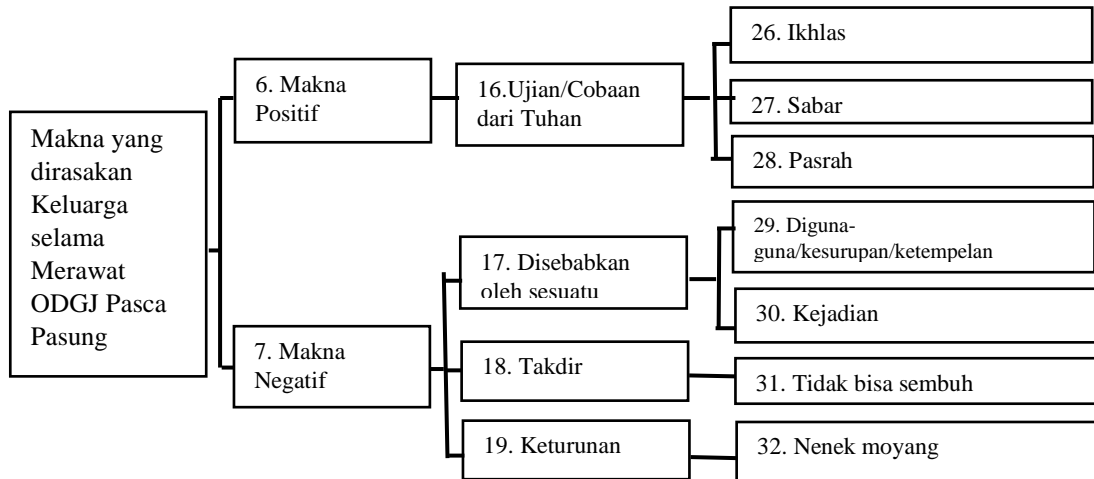 Makna yang
dirasakan
Keluarga
selama
Merawat
ODGJ Pasca
Pasung
6. Makna
Positif
7. Makna
Negatif
16.Ujian/Cobaan
dari Tuhan
17. Disebabkan
oleh sesuatu
18. Takdir
19. Keturunan
26. Ikhlas
27. Sabar
28. Pasrah
29. Diguna-
guna/kesurupan/ketempelan
30. Kejadian
31. Tidak bisa sembuh
32. Nenek moyang